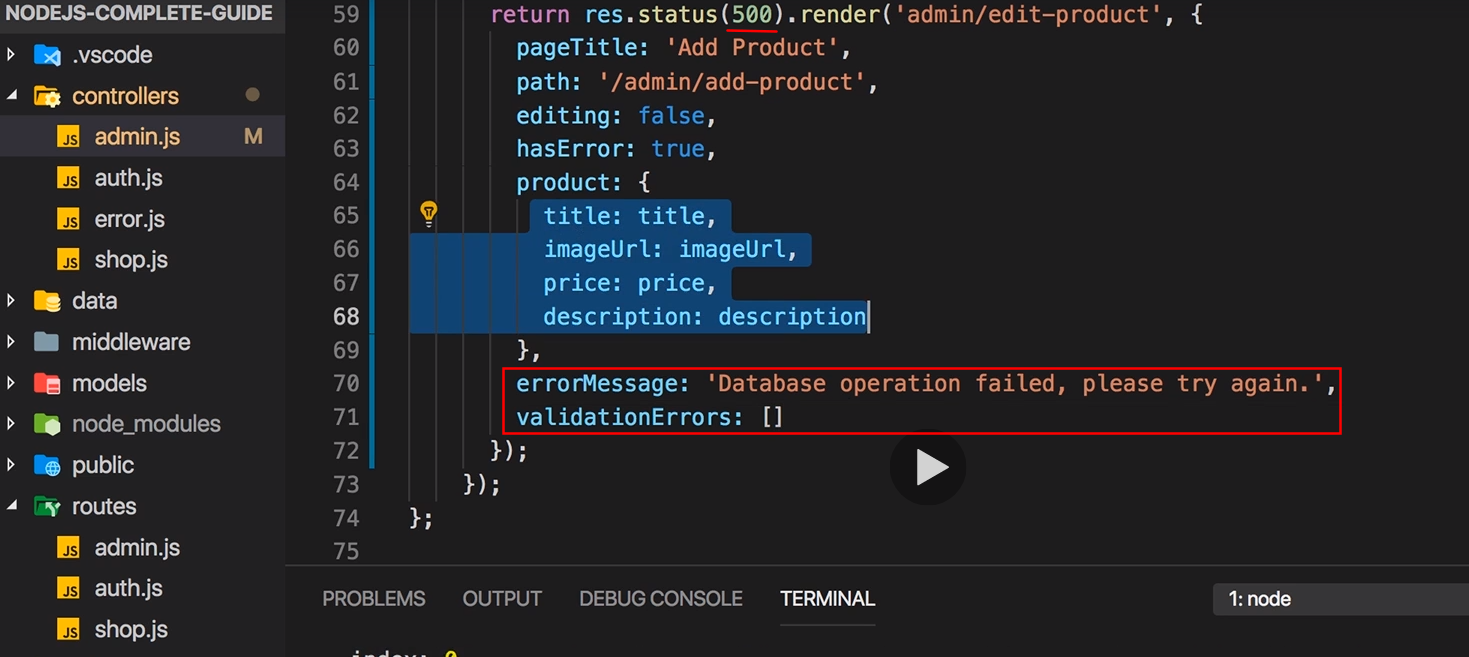 NODEJS-COMPLETE-GUIDE
.vscode
controllers
JS admin.js M
JS auth.js
JS error.js
JS shop.js
data
middleware
models
node_modules
public
routes
JS admin.js
JS auth.js
JS shop.js
59 return res.status(500).render('admin/edit-product', {
60 pageTitle: 'Add Product',
61 path: '/admin/add-product',
62 editing: false,
63 hasError: true,
64 product: {
65 title: title,
66 imageUrl: imageUrl,
67 price: price,
68 description: description
69 },
70 errorMessage: 'Database operation failed, please try again.',
71 validationErrors: []
72 });
73 });
74 };
75
PROBLEMS OUTPUT DEBUG CONSOLE TERMINAL 1: node
index: 0